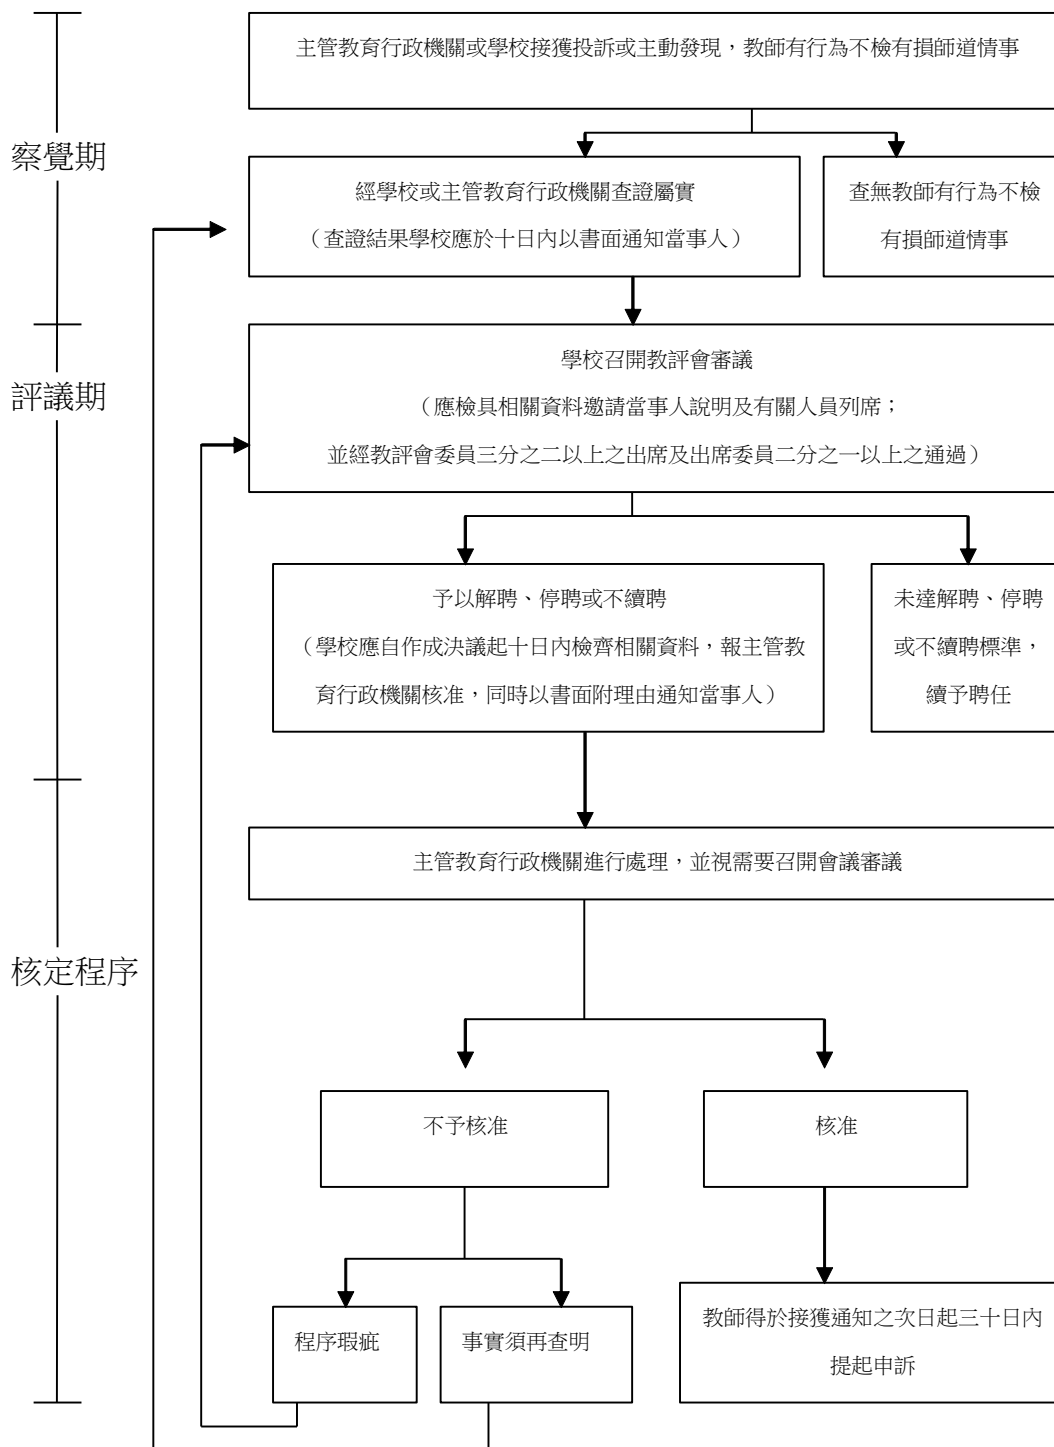 主管教育行政機關或學校接獲投訴或主動發現，教師有行為不檢有損師道情事
察覺期
經學校或主管教育行政機關查證屬實
（查證結果學校應於十日內以書面通知當事人）
查無教師有行為不檢
有損師道情事
評議期
學校召開教評會審議
（應檢具相關資料邀請當事人說明及有關人員列席；
並經教評會委員三分之二以上之出席及出席委員二分之一以上之通過）
予以解聘、停聘或不續聘
（學校應自作成決議起十日內檢齊相關資料，報主管教
育行政機關核准，同時以書面附理由通知當事人）
未達解聘、停聘
或不續聘標準，
續予聘任
主管教育行政機關進行處理，並視需要召開會議審議
核定程序
不予核准
核准
程序瑕疵
事實須再查明
教師得於接獲通知之次日起三十日內
提起申訴